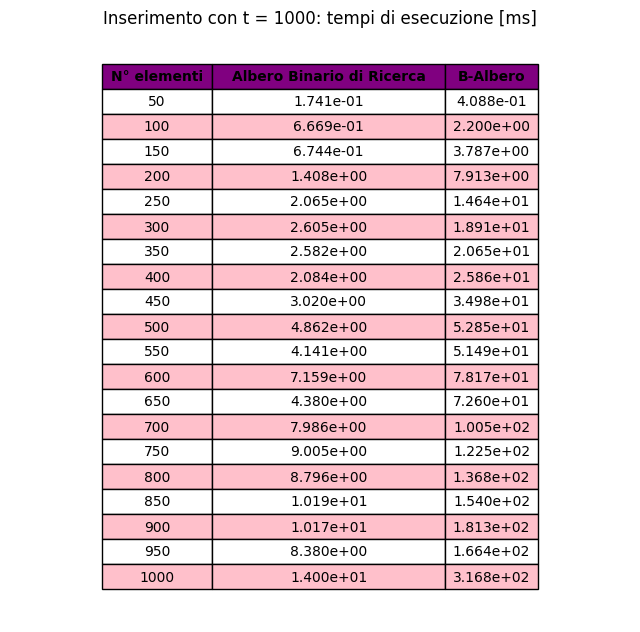 Inserimento con t = 1000: tempi di esecuzione [ms]
N° elementi Albero Binario di Ricerca B-Albero
50 1.741e-01 4.088e-01
100 6.669e-01 2.200e+00
150 6.744e-01 3.787e+00
200 1.408e+00 7.913e+00
250 2.065e+00 1.464e+01
300 2.605e+00 1.891e+01
350 2.582e+00 2.065e+01
400 2.084e+00 2.586e+01
450 3.020e+00 3.498e+01
500 4.862e+00 5.285e+01
550 4.141e+00 5.149e+01
600 7.159e+00 7.817e+01
650 4.380e+00 7.260e+01
700 7.986e+00 1.005e+02
750 9.005e+00 1.225e+02
800 8.796e+00 1.368e+02
850 1.019e+01 1.540e+02
900 1.017e+01 1.813e+02
950 8.380e+00 1.664e+02
1000 1.400e+01 3.168e+02